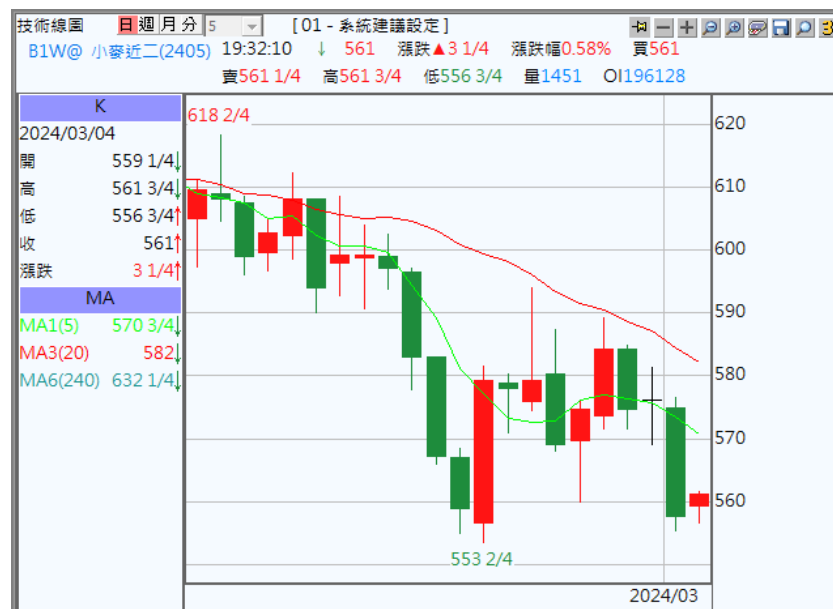 技術線圖 日 週 月 分 5 [ 01 - 系統建議設定 ]
B1W@ 小麥近二(2405) 19:32:10 ↓ 561 漲跌▲3 1/4 漲跌幅0.58% 買561
賣561 1/4 高561 3/4 低556 3/4 量1451 OI196128
K
2024/03/04
開 559 1/4↓
高 561 3/4↓
低 556 3/4↑
收 561↑
漲跌 3 1/4↑
MA
MA1(5) 570 3/4↓
MA3(20) 582↓
MA6(240) 632 1/4↓
618 2/4
620
610
600
590
580
570
560
553 2/4
2024/03